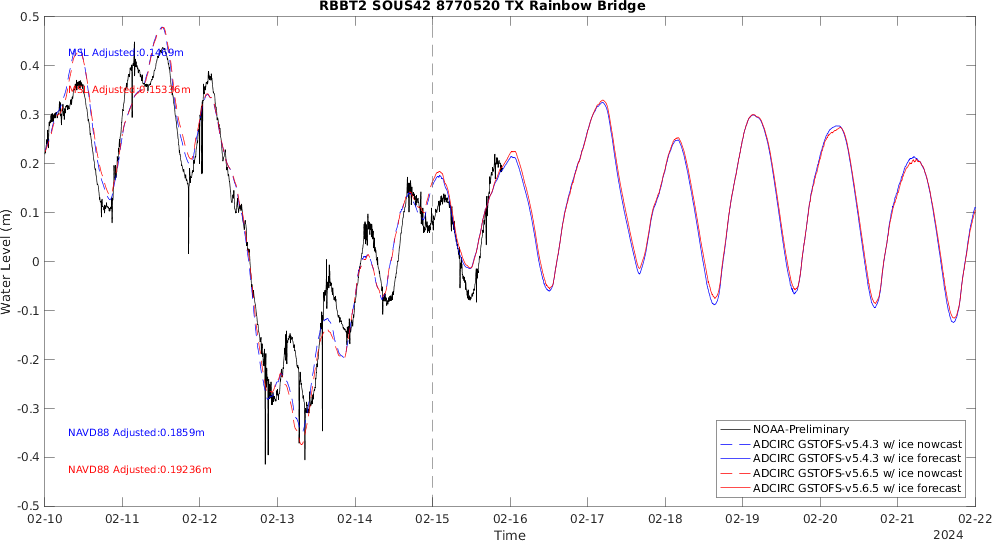 RBBT2 SOUS42 8770520 TX Rainbow Bridge
0.5
0.4
0.3
0.2
0.1
0
-0.1
-0.2
-0.3
-0.4
-0.5
Water Level (m)
MSL Adjusted:0.1469m
MSL Adjusted:0.15336m
NAVD88 Adjusted:0.1859m
NAVD88 Adjusted:0.19236m
NOAA-Preliminary
ADCIRC GSTOFS-v5.4.3 w/ ice nowcast
ADCIRC GSTOFS-v5.4.3 w/ ice forecast
ADCIRC GSTOFS-v5.6.5 w/ ice nowcast
ADCIRC GSTOFS-v5.6.5 w/ ice forecast
02-10 02-11 02-12 02-13 02-14 02-15 02-16 02-17 02-18 02-19 02-20 02-21 02-22
Time
2024